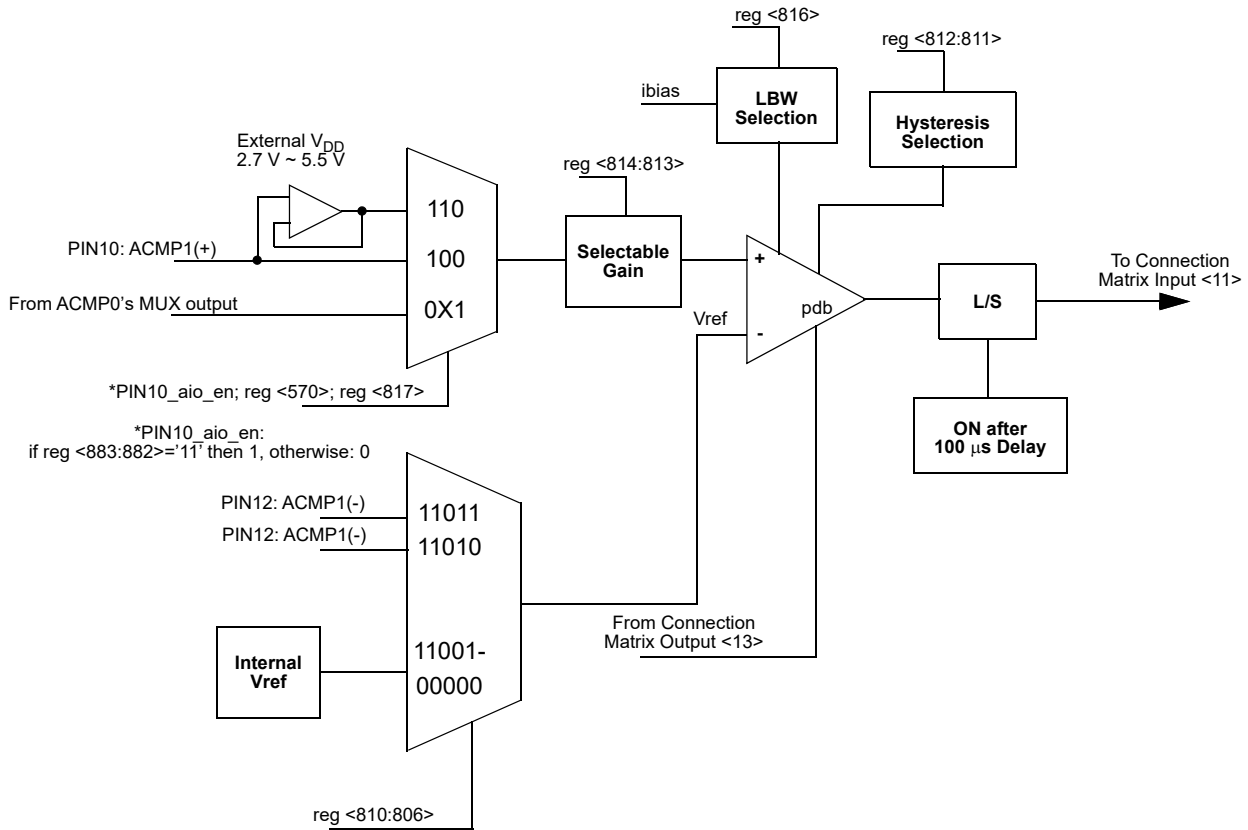 reg <816>
reg <812:811>
ibias
LBW
Selection
Hysteresis
Selection
External VDD
2.7 V ~ 5.5 V
reg <814:813>
110
PIN10: ACMP1(+)
100
Selectable
Gain
+
To Connection
Matrix Input <11>
From ACMP0's MUX output
0X1
Vref
-
pdb
L/S
*PIN10_aio_en; reg <570>; reg <817>
*PIN10_aio_en:
if reg <883:882>='11' then 1, otherwise: 0
ON after
100 μs Delay
PIN12: ACMP1(-)
11011
PIN12: ACMP1(-)
11010
From Connection
Matrix Output <13>
Internal
Vref
11001-
00000
reg <810:806>